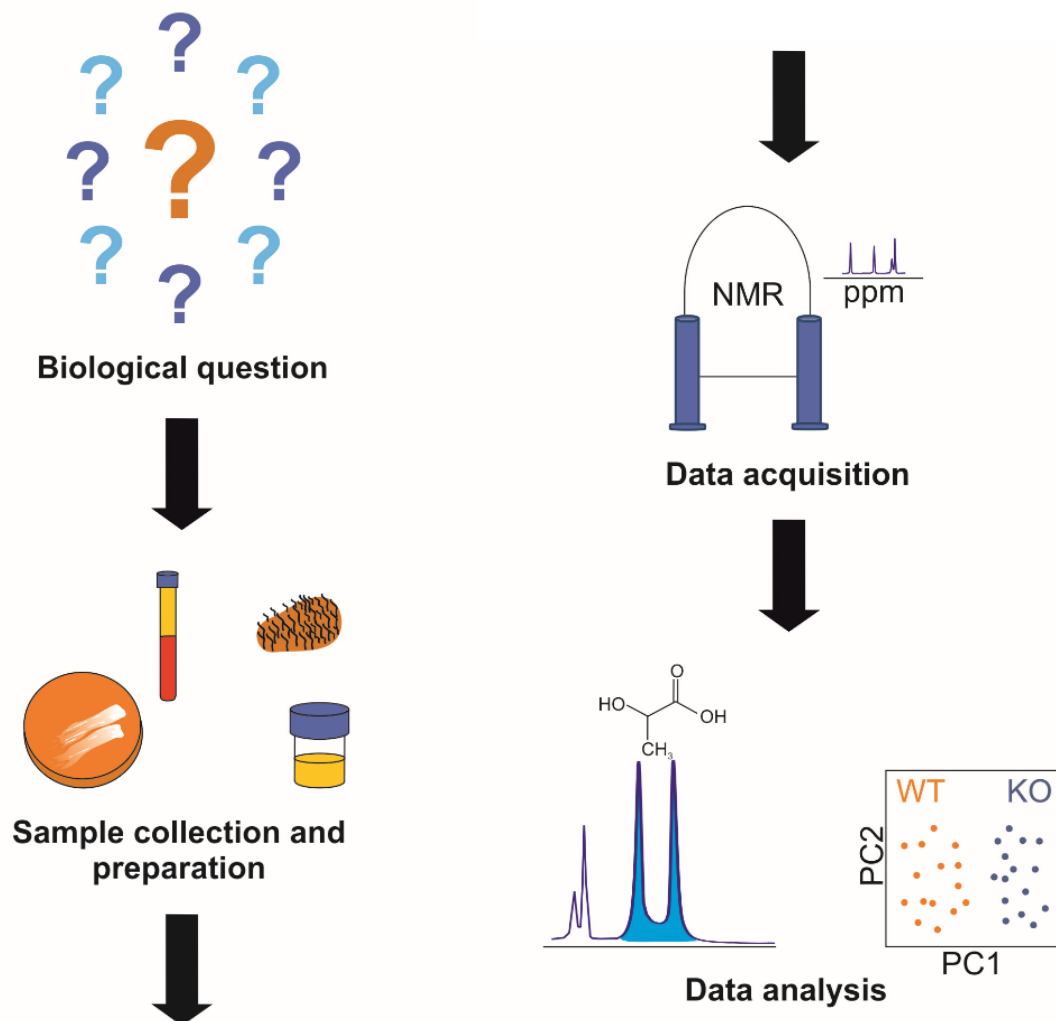 ? ? ? ? ? ? ? ? ?
Biological question
Sample collection and
preparation
NMR
ppm
Data acquisition
O
HO
OH
CH₃
WT KO
PC2
PC1
Data analysis